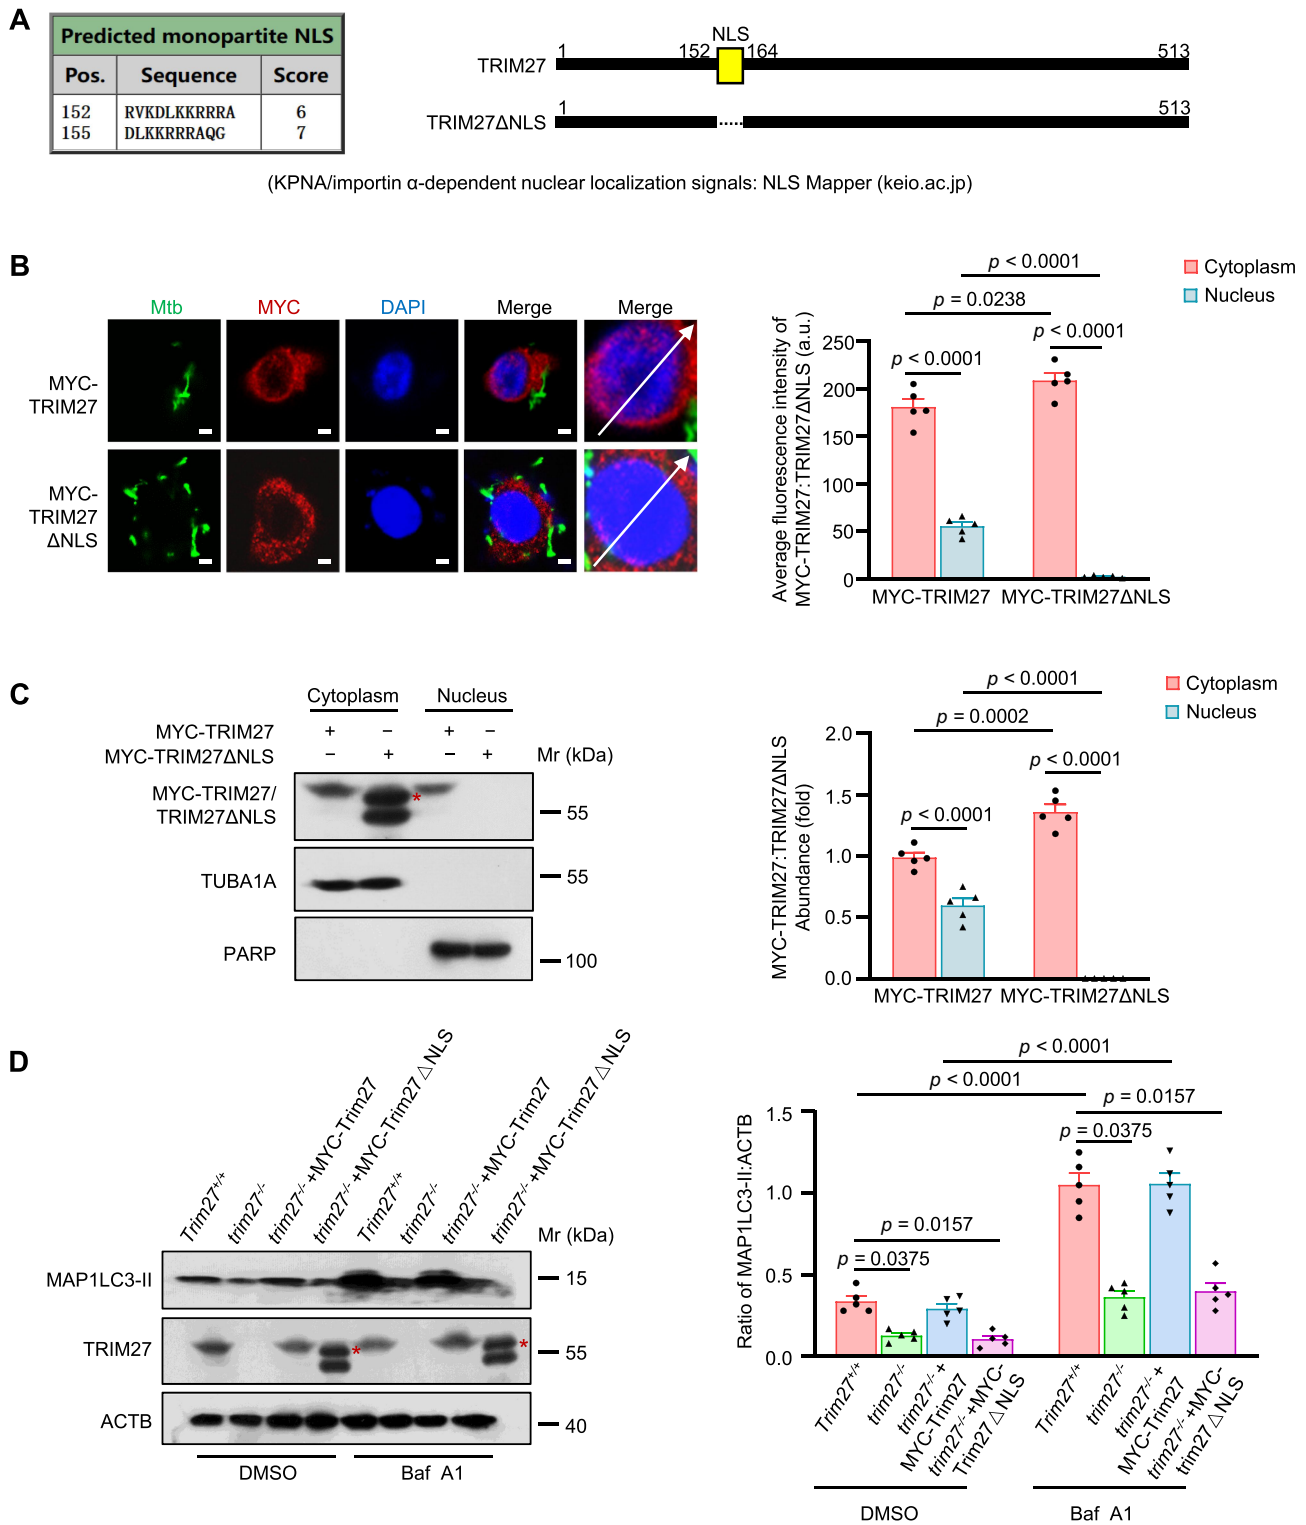 A
Predicted monopartite NLS
Pos. Sequence Score
152 RVKDLKKRRRA 6
155 DLKKRRRAQG 7
NLS
1 152 164 513
TRIM27
1 513
TRIM27ΔNLS
(KPNA/importin α-dependent nuclear localization signals: NLS Mapper (keio.ac.jp)
B
Mtb MYC DAPI Merge Merge
MYC-
TRIM27
MYC-
TRIM27
ΔNLS
Cytoplasm
Nucleus
p < 0.0001
p = 0.0238
p < 0.0001
p < 0.0001
Average fluorescence intensity of
MYC-TRIM27:TRIM27ΔNLS (a.u.)
250
200
150
100
50
0
MYC-TRIM27 MYC-TRIM27ΔNLS
C
Cytoplasm Nucleus
MYC-TRIM27 + − + −
MYC-TRIM27ΔNLS − + − + Mr (kDa)
MYC-TRIM27/
TRIM27ΔNLS
* 55
TUBA1A 55
PARP 100
Cytoplasm
Nucleus
p < 0.0001
p = 0.0002
p < 0.0001
p < 0.0001
MYC-TRIM27:TRIM27ΔNLS
Abundance (fold)
2.0
1.5
1.0
0.5
0.0
MYC-TRIM27 MYC-TRIM27ΔNLS
D
Trim27+/+
trim27-/-
trim27-/-+MYC-Trim27
trim27-/-+MYC-Trim27△NLS
Trim27+/+
trim27-/-
trim27-/-+MYC-Trim27
trim27-/-+MYC-Trim27△NLS
Mr (kDa)
MAP1LC3-II 15
TRIM27 * * 55
ACTB 40
DMSO Baf A1
p < 0.0001
p < 0.0001
p = 0.0157
p = 0.0375
p = 0.0157
p = 0.0375
Ratio of MAP1LC3-II:ACTB
1.5
1.0
0.5
0.0
Trim27+/+
trim27-/-
trim27-/-+
MYC-Trim27
trim27-/-+MYC-
Trim27△NLS
Trim27+/+
trim27-/-
trim27-/-+
MYC-Trim27
trim27-/-+MYC-
trim27△NLS
DMSO Baf A1